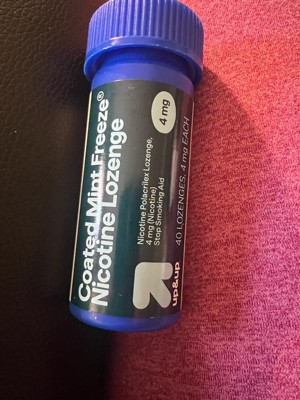 Coated Mint Freeze®
Nicotine Lozenge
4 mg
Nicotine Polacrilex Lozenge,
4 mg (Nicotine)
Stop Smoking Aid
up&up
40 LOZENGES, 4 mg EACH